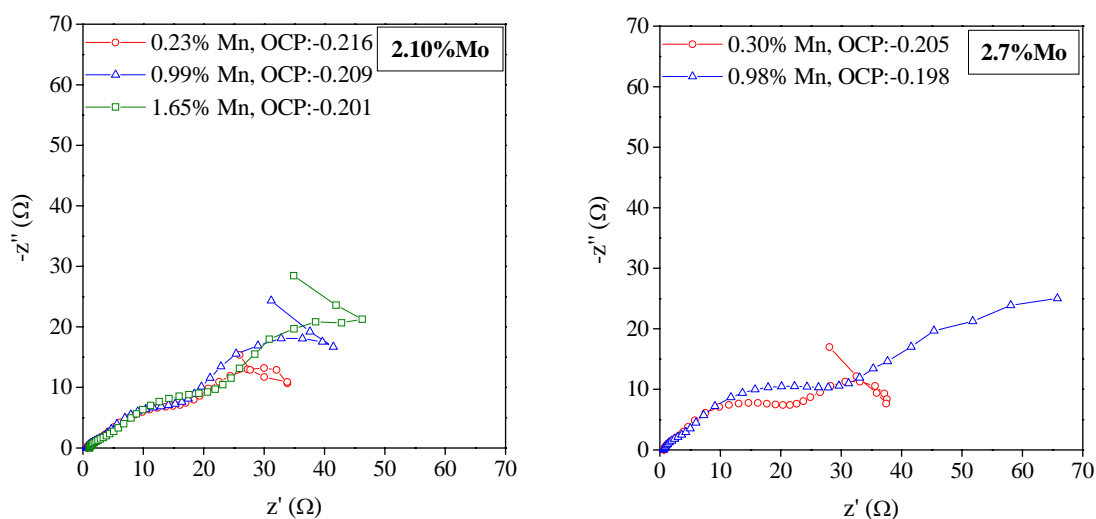 70
60
50
40
30
20
10
0
0 10 20 30 40 50 60 70
-z'' (Ω)
z' (Ω)
0.23% Mn, OCP:-0.216
0.99% Mn, OCP:-0.209
1.65% Mn, OCP:-0.201
2.10%Mo
70
60
50
40
30
20
10
0
0 10 20 30 40 50 60 70
-z'' (Ω)
z' (Ω)
0.30% Mn, OCP:-0.205
0.98% Mn, OCP:-0.198
2.7%Mo